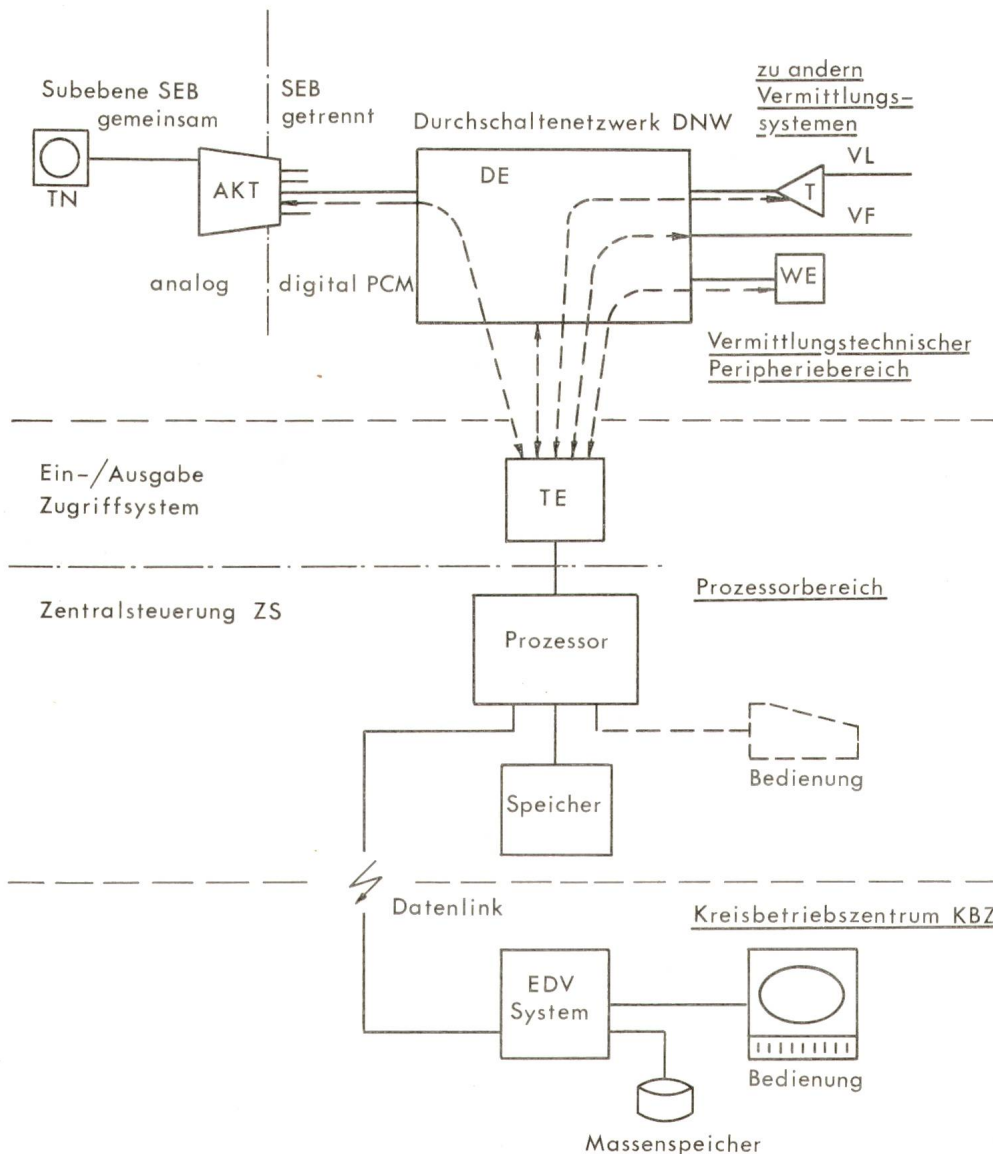 Subebene SEB
gemeinsam
SEB
getrennt
Durchschaltenetzwerk DNW
zu andern
Vermittlungs-
systemen
TN
AKT
DE
VL
T
VF
WE
analog
digital PCM
Vermittlungstechnischer
Peripheriebereich
Ein-/Ausgabe
Zugriffsystem
TE
Zentralsteuerung ZS
Prozessorbereich
Prozessor
Speicher
Bedienung
Datenlink
Kreisbetriebszentrum KBZ
EDV
System
Bedienung
Massenspeicher